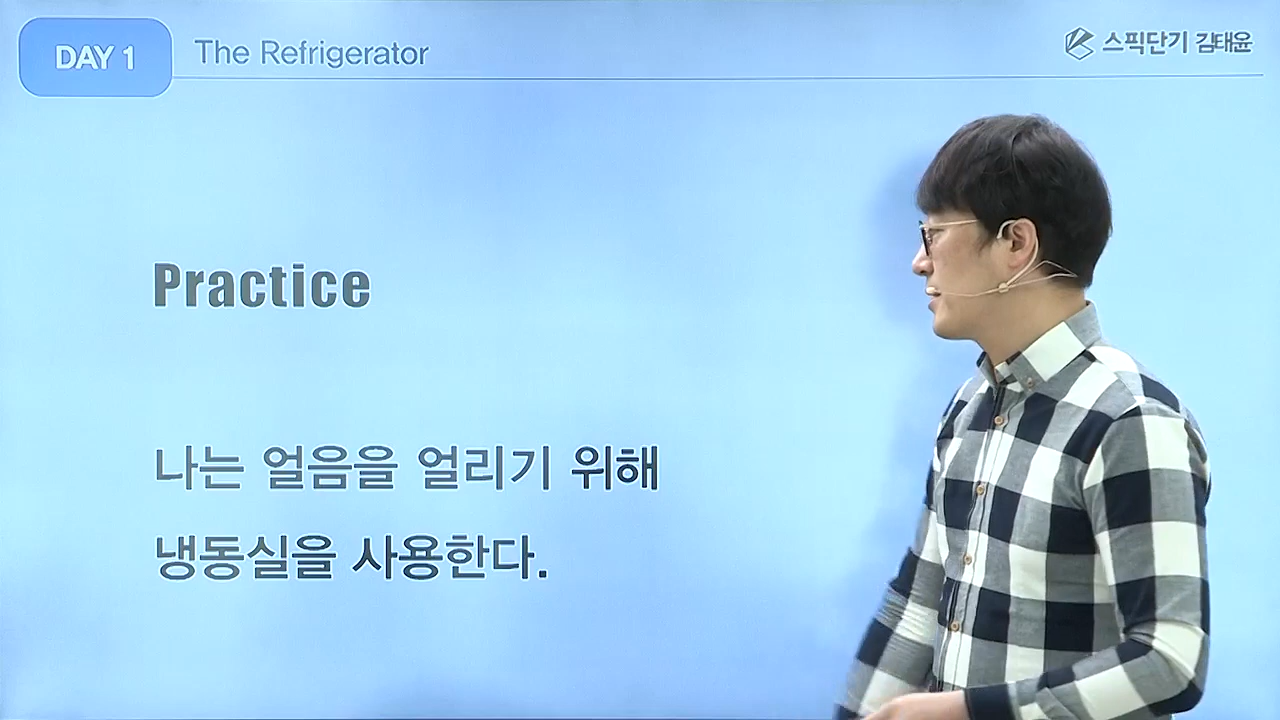 DAY 1
The Refrigerator
스픽단기 김태윤
Practice
나는 얼음을 얼리기 위해
냉동실을 사용한다.